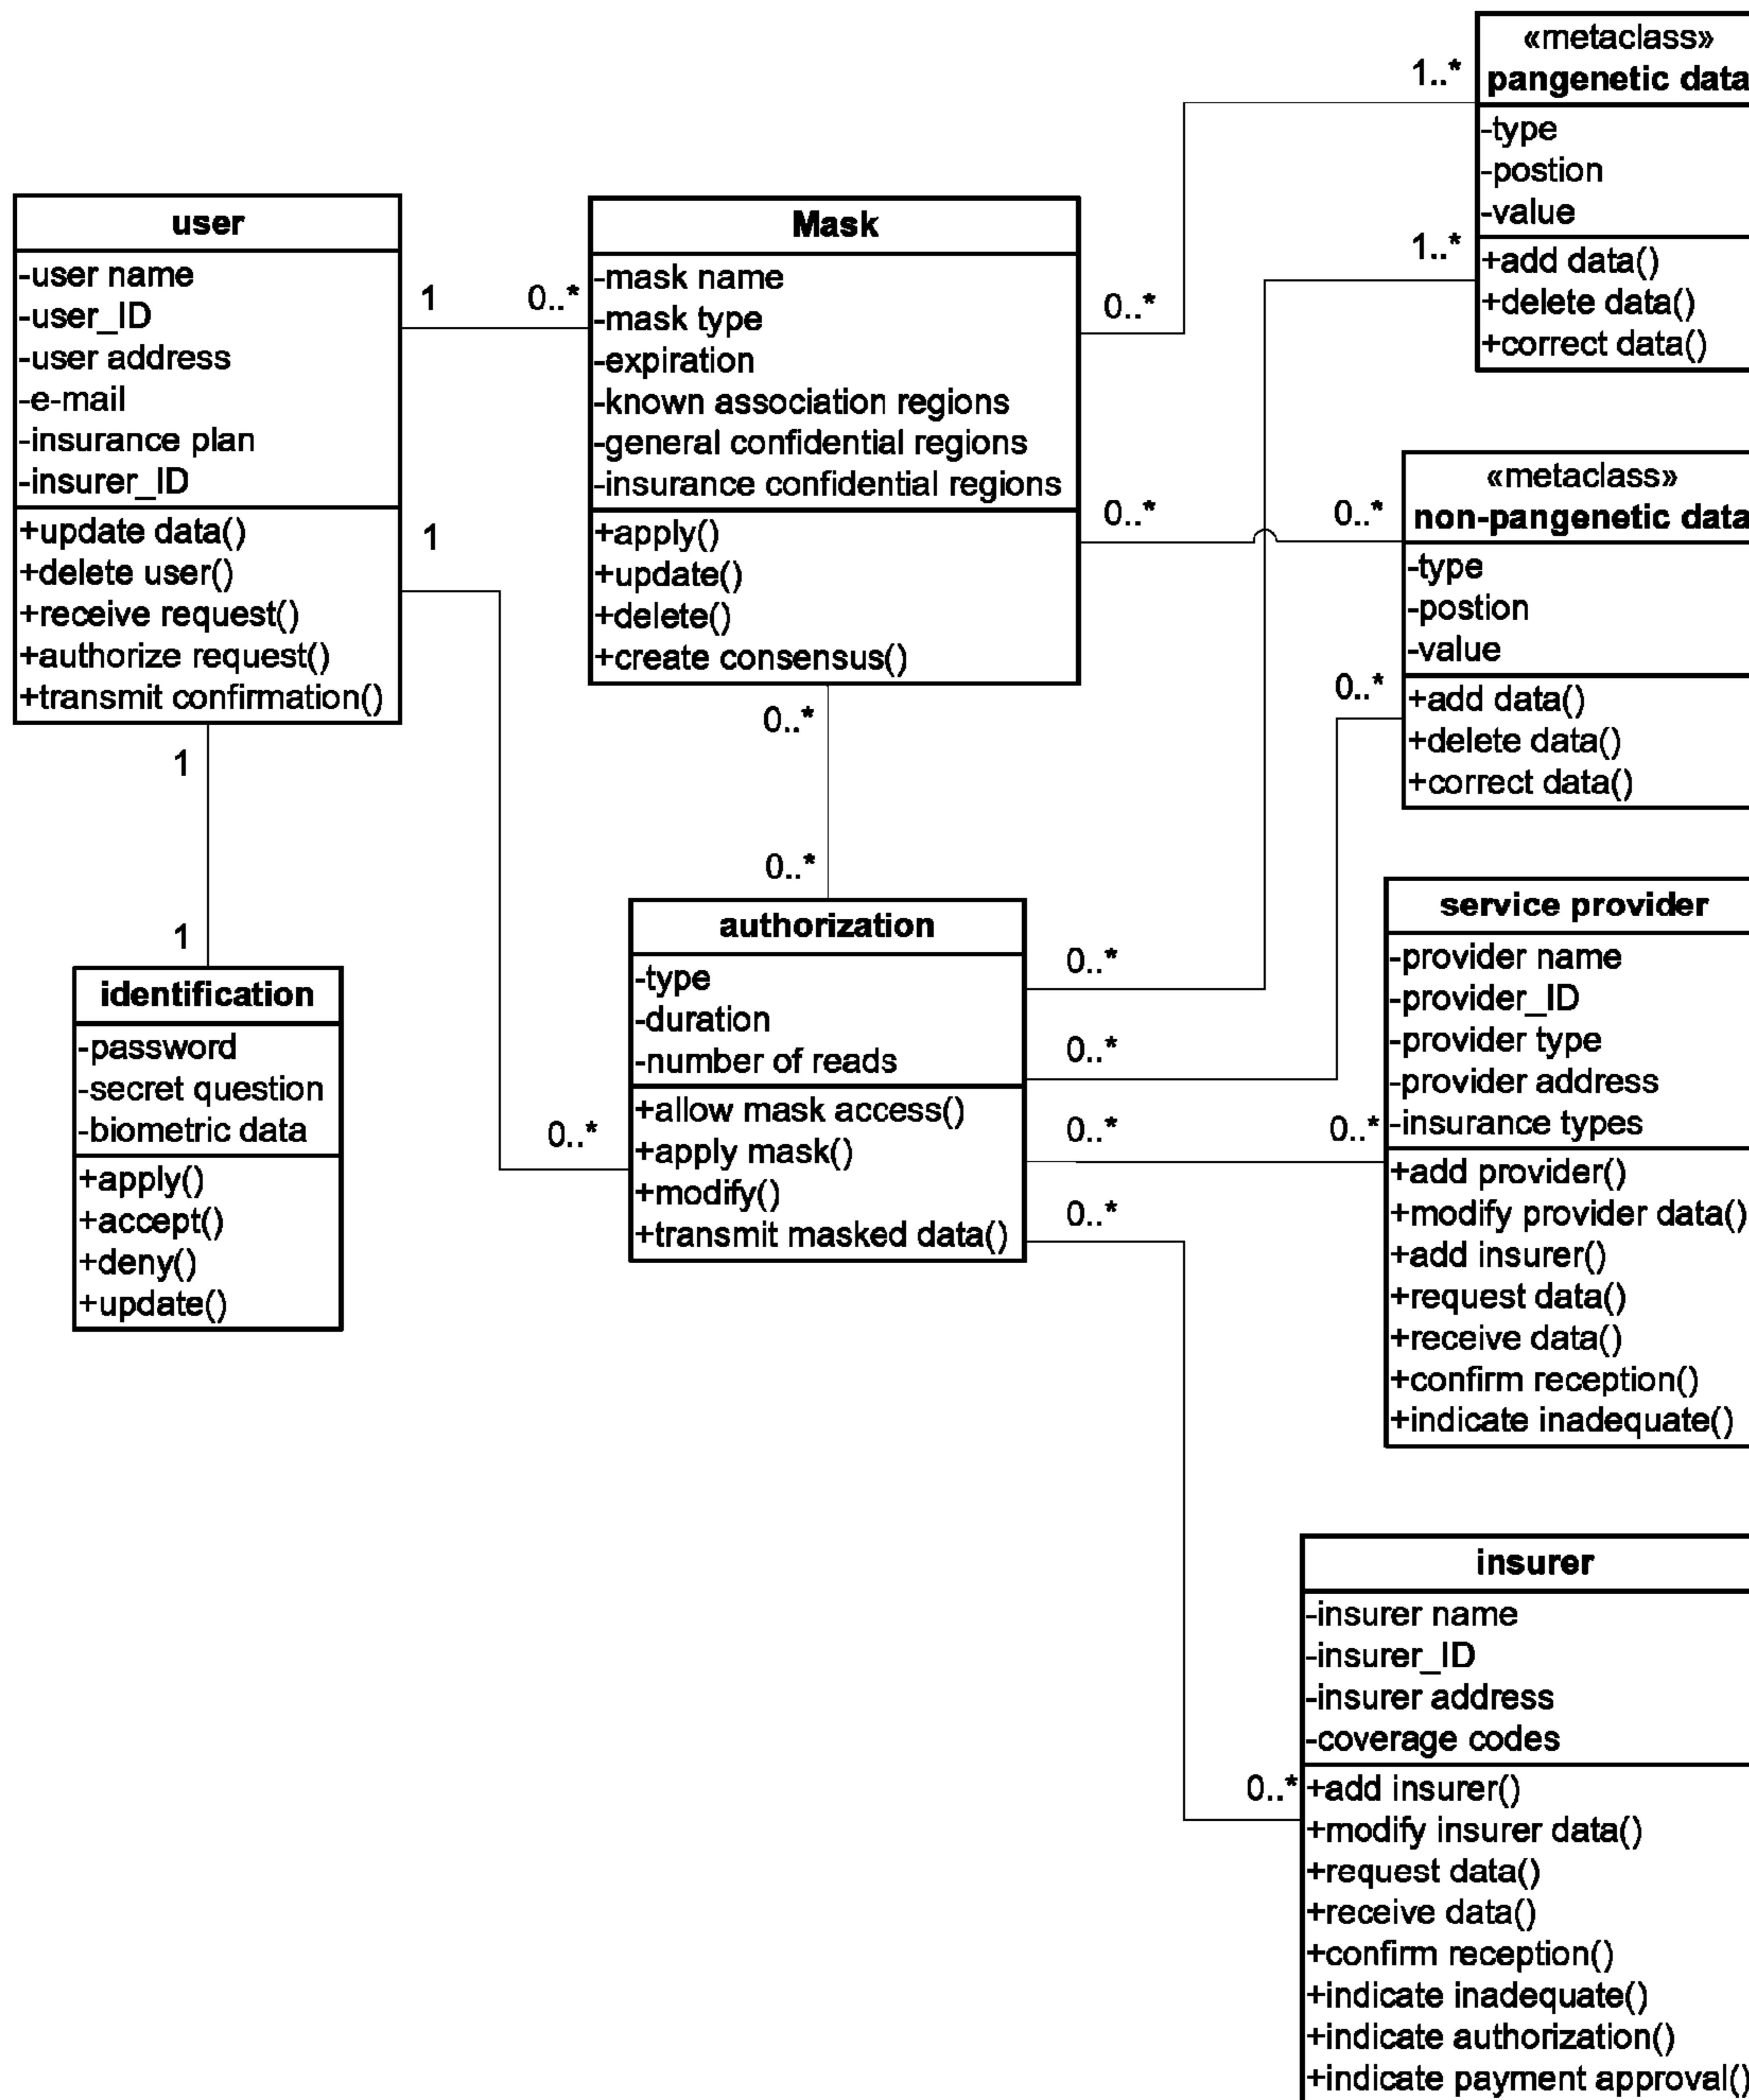 user
-user name
-user_ID
-user address
-e-mail
-insurance plan
-insurer_ID
+update data()
+delete user()
+receive request()
+authorize request()
+transmit confirmation()
1
0..*
1
0..*
1
1
identification
-password
-secret question
-biometric data
+apply()
+accept()
+deny()
+update()
Mask
-mask name
-mask type
-expiration
-known association regions
-general confidential regions
-insurance confidential regions
+apply()
+update()
+delete()
+create consensus()
0..*
1..*
0..*
0..*
0..*
0..*
authorization
-type
-duration
-number of reads
+allow mask access()
+apply mask()
+modify()
+transmit masked data()
0..*
1..*
0..*
0..*
0..*
0..*
0..*
0..*
«metaclass»
pangenetic data
-type
-postion
-value
+add data()
+delete data()
+correct data()
«metaclass»
non-pangenetic data
-type
-postion
-value
+add data()
+delete data()
+correct data()
service provider
-provider name
-provider_ID
-provider type
-provider address
-insurance types
+add provider()
+modify provider data()
+add insurer()
+request data()
+receive data()
+confirm reception()
+indicate inadequate()
insurer
-insurer name
-insurer_ID
-insurer address
-coverage codes
+add insurer()
+modify insurer data()
+request data()
+receive data()
+confirm reception()
+indicate inadequate()
+indicate authorization()
+indicate payment approval()